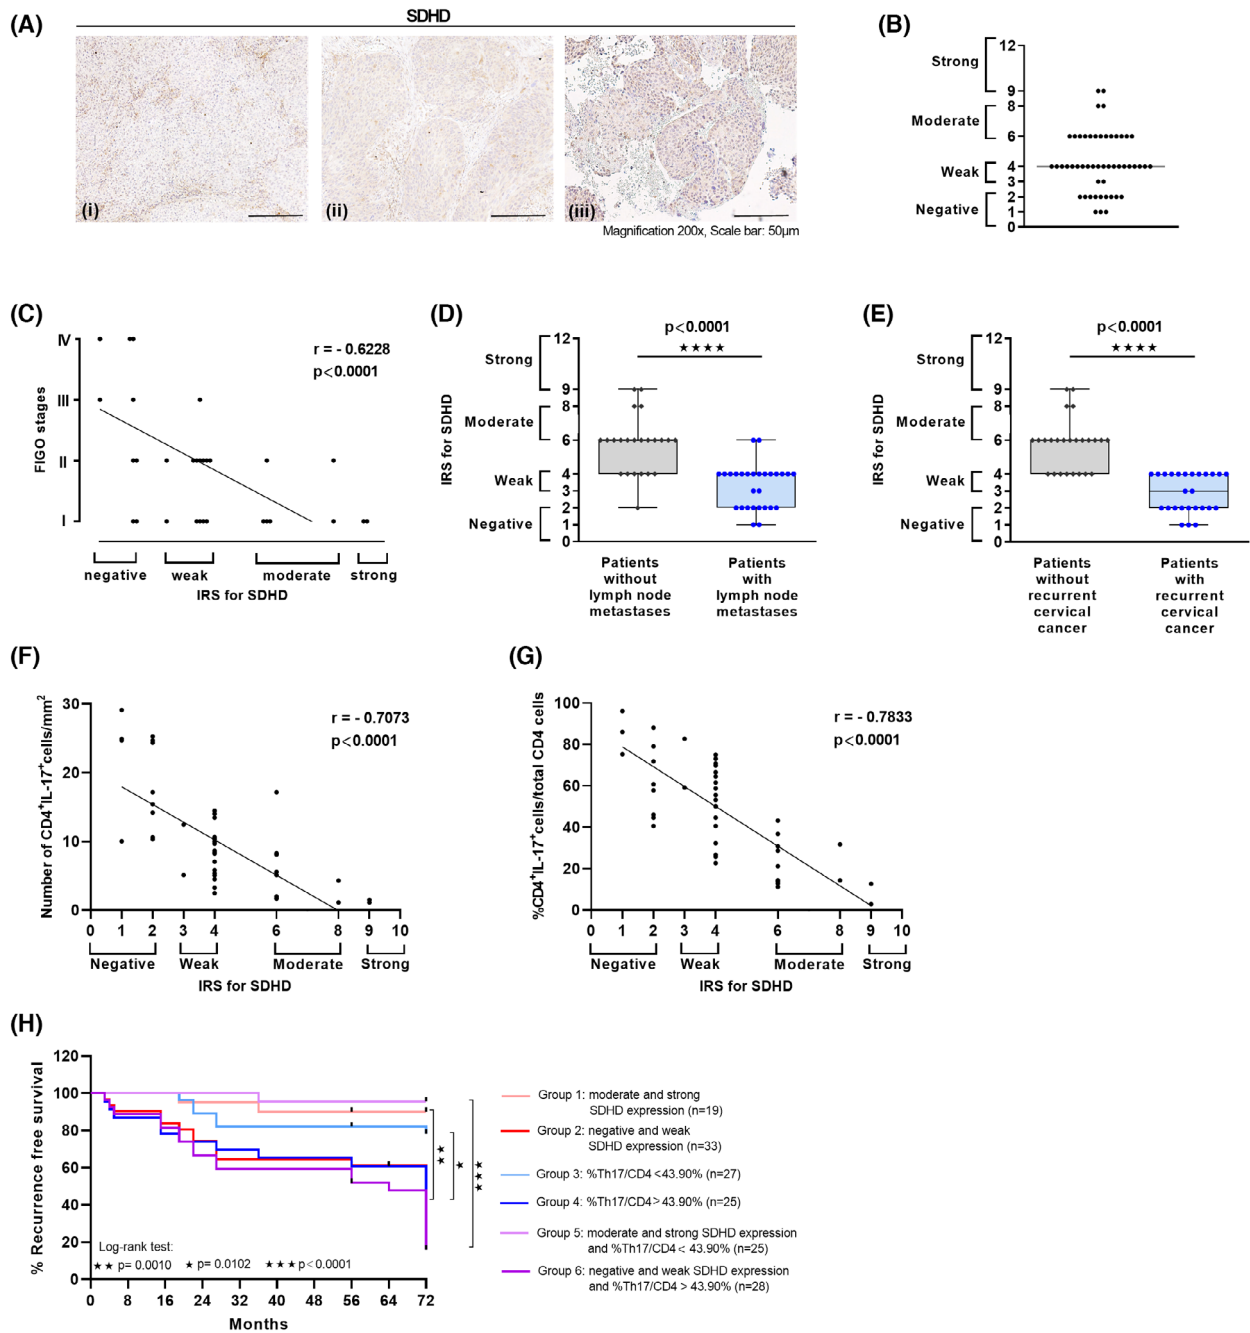 (A)
SDHD
(i)
(ii)
(iii)
Magnification 200x, Scale bar: 50µm
(B)
Strong
Moderate
Weak
Negative
12
9
8
6
4
3
2
1
0
(C)
FIGO stages
IV
III
II
I
r = - 0.6228
p<0.0001
negative
weak
moderate
strong
IRS for SDHD
(D)
IRS for SDHD
Strong
Moderate
Weak
Negative
12
9
8
6
4
3
2
1
0
p<0.0001
★★★★
Patients
without
lymph node
metastases
Patients
with
lymph node
metastases
(E)
IRS for SDHD
Strong
Moderate
Weak
Negative
12
9
8
6
4
3
2
1
0
p<0.0001
★★★★
Patients
without
recurrent
cervical
cancer
Patients
with
recurrent
cervical
cancer
(F)
Number of CD4⁺IL-17⁺cells/mm²
30
20
10
0
r = - 0.7073
p<0.0001
0 1 2 3 4 6 8 9 10
Negative
Weak
Moderate
Strong
IRS for SDHD
(G)
%CD4⁺IL-17⁺cells/total CD4 cells
100
80
60
40
20
0
r = - 0.7833
p<0.0001
0 1 2 3 4 6 8 9 10
Negative
Weak
Moderate
Strong
IRS for SDHD
(H)
% Recurrence free survival
120
100
80
60
40
20
0
Log-rank test:
★★ p= 0.0010 ★ p= 0.0102 ★★★ p<0.0001
★★
★
★★★
0 8 16 24 32 40 48 56 64 72
Months
Group 1: moderate and strong
SDHD expression (n=19)
Group 2: negative and weak
SDHD expression (n=33)
Group 3: %Th17/CD4 <43.90% (n=27)
Group 4: %Th17/CD4> 43.90% (n=25)
Group 5: moderate and strong SDHD expression
and %Th17/CD4 < 43.90% (n=25)
Group 6: negative and weak SDHD expression
and %Th17/CD4 > 43.90% (n=28)